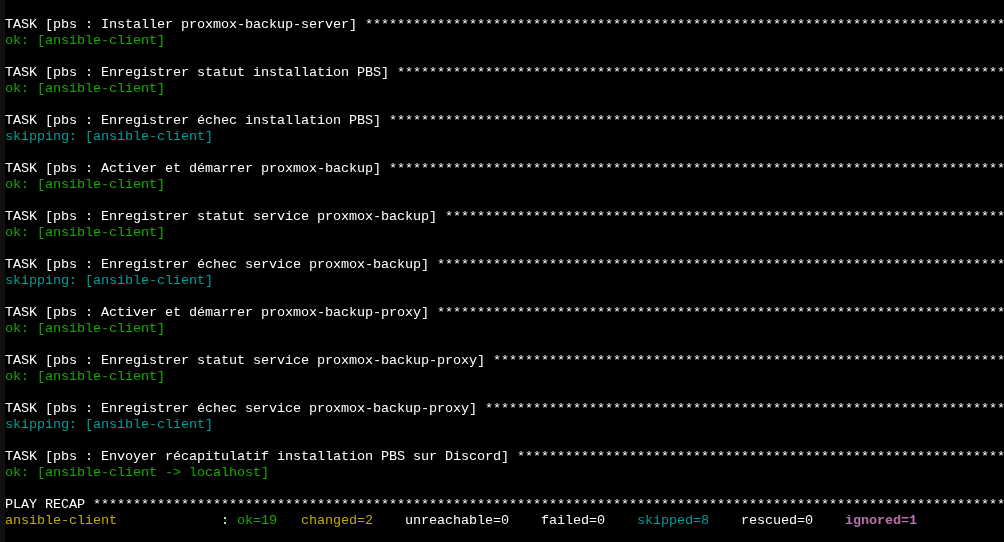 TASK [pbs : Installer proxmox-backup-server] ********************************************************************************
ok: [ansible-client]
TASK [pbs : Enregistrer statut installation PBS] ****************************************************************************
ok: [ansible-client]
TASK [pbs : Enregistrer échec installation PBS] *****************************************************************************
skipping: [ansible-client]
TASK [pbs : Activer et démarrer proxmox-backup] *****************************************************************************
ok: [ansible-client]
TASK [pbs : Enregistrer statut service proxmox-backup] **********************************************************************
ok: [ansible-client]
TASK [pbs : Enregistrer échec service proxmox-backup] ***********************************************************************
skipping: [ansible-client]
TASK [pbs : Activer et démarrer proxmox-backup-proxy] ***********************************************************************
ok: [ansible-client]
TASK [pbs : Enregistrer statut service proxmox-backup-proxy] ****************************************************************
ok: [ansible-client]
TASK [pbs : Enregistrer échec service proxmox-backup-proxy] *****************************************************************
skipping: [ansible-client]
TASK [pbs : Envoyer récapitulatif installation PBS sur Discord] *************************************************************
ok: [ansible-client -> localhost]
PLAY RECAP ******************************************************************************************************************
ansible-client : ok=19 changed=2 unreachable=0 failed=0 skipped=8 rescued=0 ignored=1